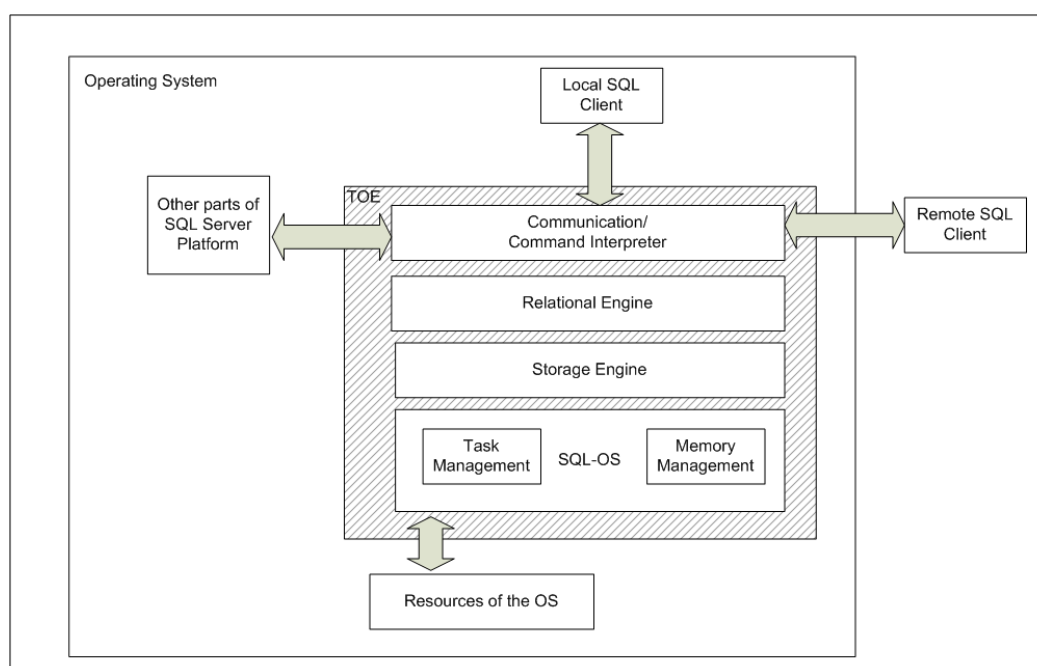 Operating System
Local SQL
Client
TOE
Other parts of
SQL Server
Platform
Communication/
Command Interpreter
Remote SQL
Client
Relational Engine
Storage Engine
Task
Management
SQL-OS
Memory
Management
Resources of the OS